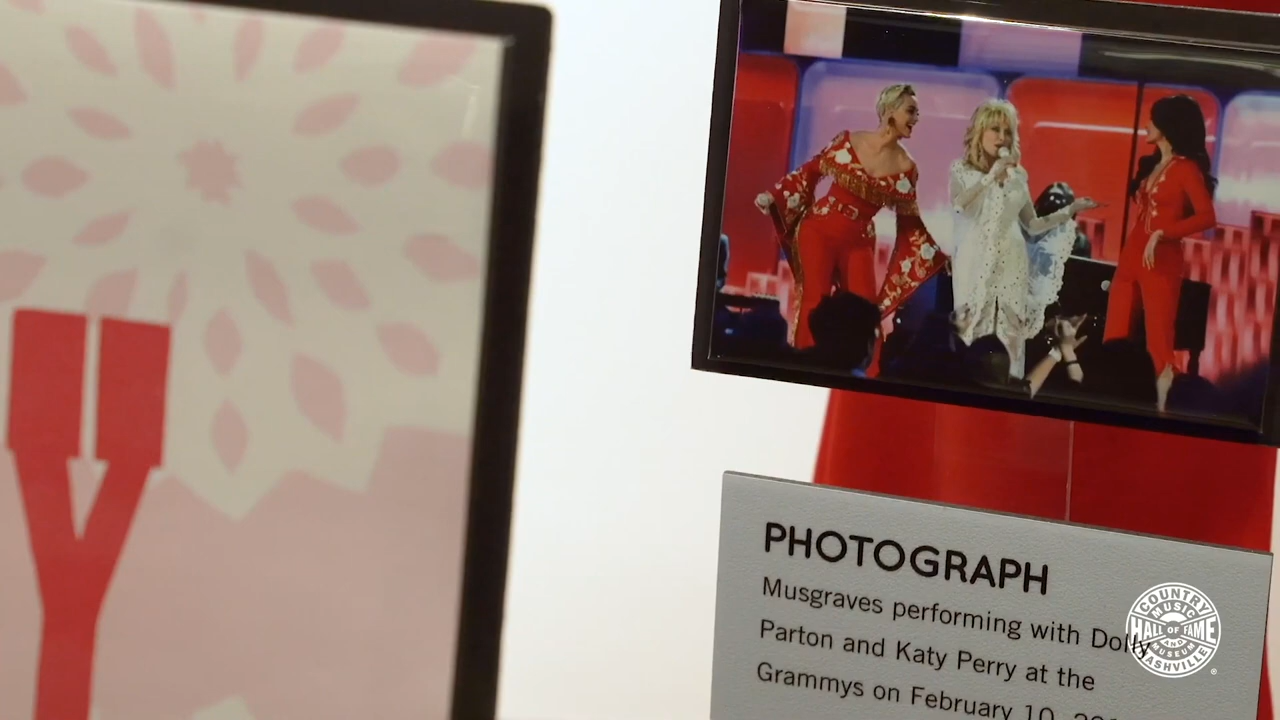 Y
PHOTOGRAPH
Musgraves performing with Dolly
Parton and Katy Perry at the
Grammys on February 10,
COUNTRY
MUSIC
HALL OF FAME
AND
MUSEUM
NASHVILLE
®